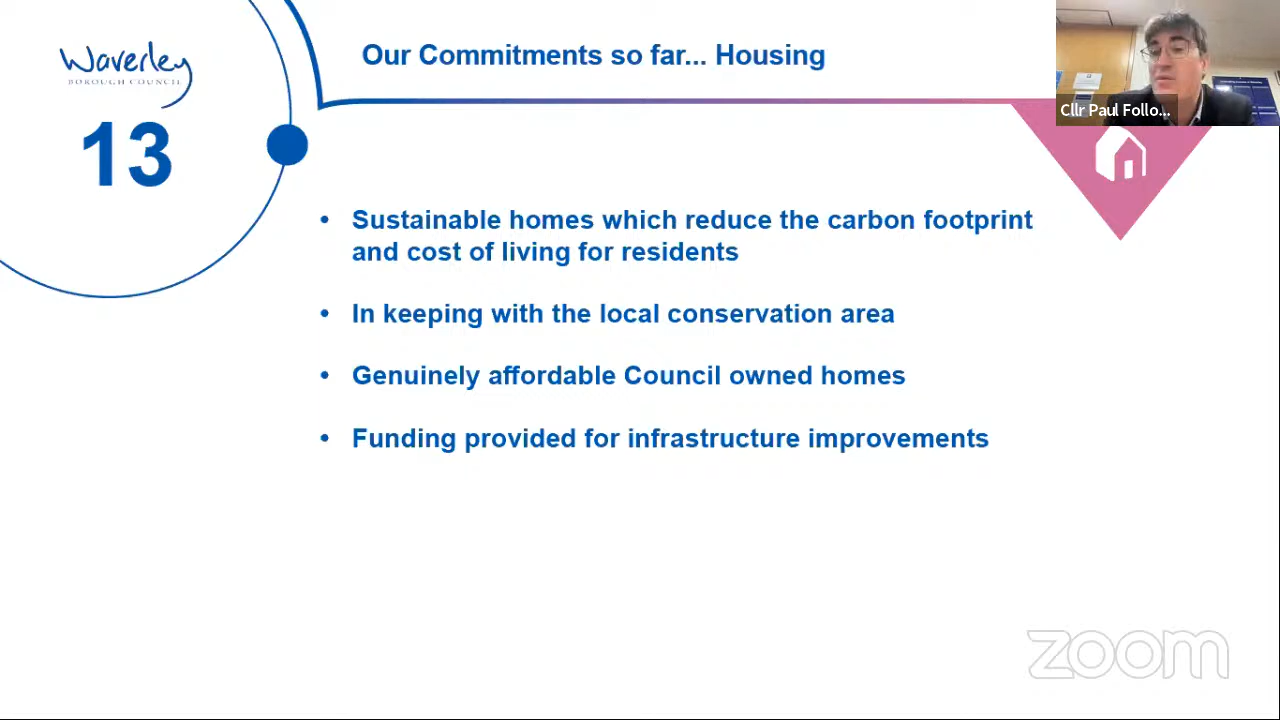 Waverley
BOROUGH COUNCIL
13
Our Commitments so far... Housing
Cllr Paul Follo...
• Sustainable homes which reduce the carbon footprint
and cost of living for residents
• In keeping with the local conservation area
• Genuinely affordable Council owned homes
• Funding provided for infrastructure improvements
zoom